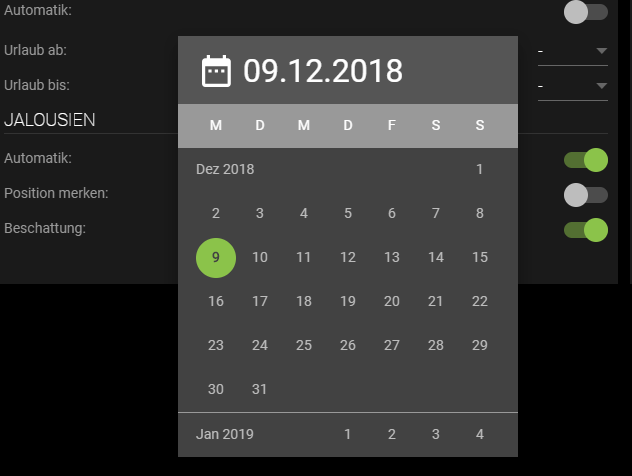 Automatik:
Urlaub ab: -
Urlaub bis: -
JALOUSIEN
Automatik:
Position merken:
Beschattung:
09.12.2018
M D M D F S S
Dez 2018 1
2 3 4 5 6 7 8
9 10 11 12 13 14 15
16 17 18 19 20 21 22
23 24 25 26 27 28 29
30 31
Jan 2019 1 2 3 4